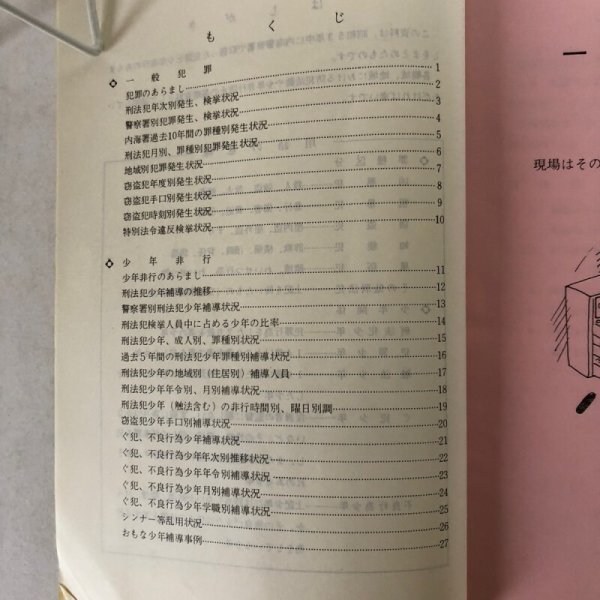 もくじ
◆ 一般犯罪 1
犯罪のあらまし 2
刑法犯年次別発生、検挙状況 3
警察署別犯罪発生、検挙状況 4
内海署過去10年間の罪種別発生状況 5
刑法犯月別、罪種別犯罪発生状況 6
地域別犯罪発生状況 7
窃盗犯年度別発生状況 8
窃盗犯手口別発生状況 9
窃盗犯時刻別発生状況 10
特別法令違反検挙状況
◆ 少年非行
少年非行のあらまし 11
刑法犯少年補導の推移 12
警察署別刑法犯少年補導状況 13
刑法犯検挙人員中に占める少年の比率 14
刑法犯少年、成人別、罪種別状況 15
過去5年間の刑法犯少年罪種別補導状況 16
刑法犯少年の地域別(住居別)補導人員 17
刑法犯少年年令別、月別補導状況 18
刑法犯少年(触法含む)の非行時間別、曜日別調 19
窃盗犯少年手口別補導状況 20
ぐ犯、不良行為少年補導状況 21
ぐ犯、不良行為少年年次別推移状況 22
ぐ犯、不良行為少年年令別補導状況 23
ぐ犯、不良行為少年月別補導状況 24
ぐ犯、不良行為少年学職別補導状況 25
シンナー等乱用状況 26
おもな少年補導事例 27
一
現場はその